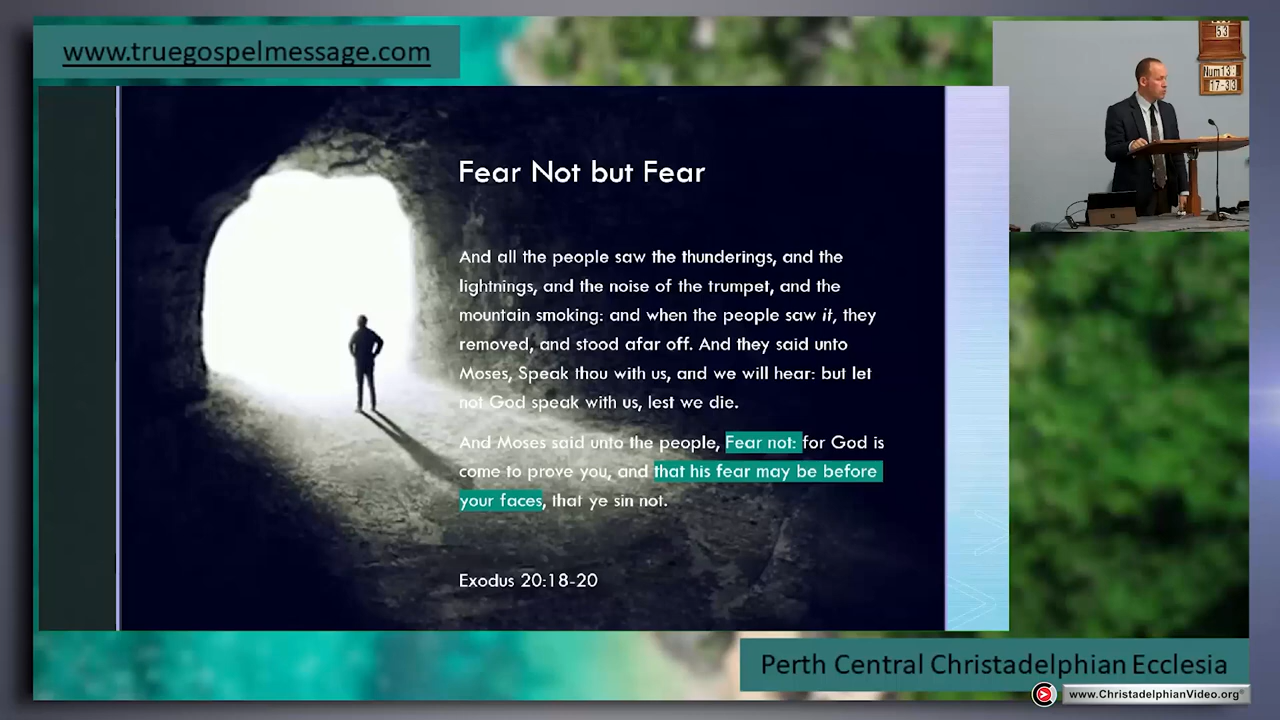 www.truegospelmessage.com
53
Num13:
17-33
Fear Not but Fear
And all the people saw the thunderings, and the
lightnings, and the noise of the trumpet, and the
mountain smoking: and when the people saw it, they
removed, and stood afar off. And they said unto
Moses, Speak thou with us, and we will hear: but let
not God speak with us, lest we die.
And Moses said unto the people, Fear not: for God is
come to prove you, and that his fear may be before
your faces, that ye sin not.
Exodus 20:18-20
Perth Central Christadelphian Ecclesia
www.ChristadelphianVideo.org